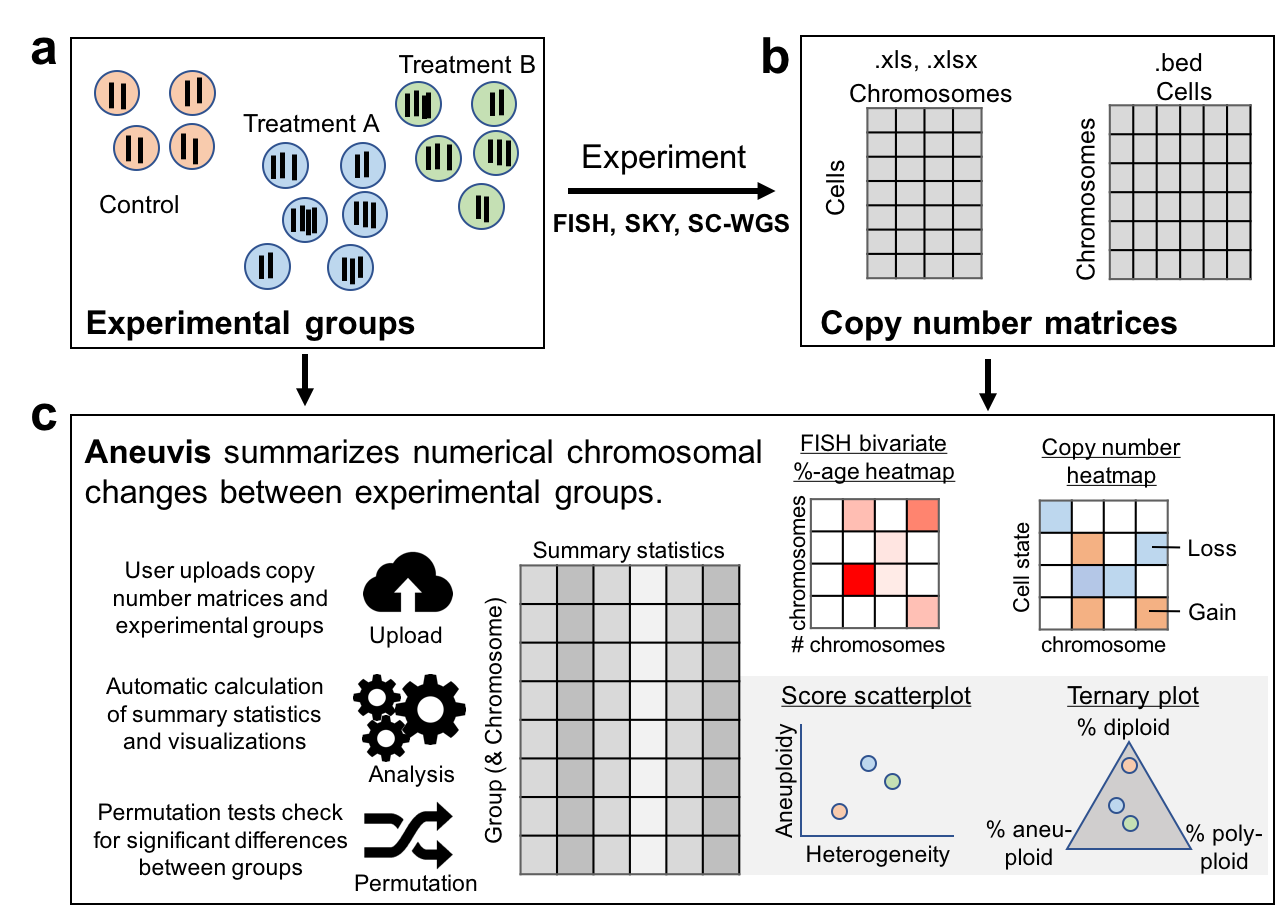 a
Treatment B
Treatment A
Control
Experimental groups
Experiment
FISH, SKY, SC-WGS
b
.xls, .xlsx
Chromosomes
Cells
.bed
Cells
Chromosomes
Copy number matrices
c
Aneuvis summarizes numerical chromosomal
changes between experimental groups.
User uploads copy
number matrices and
experimental groups
Upload
Automatic calculation
of summary statistics
and visualizations
Analysis
Permutation tests check
for significant differences
between groups
Permutation
Summary statistics
Group (& Chromosome)
FISH bivariate
%-age heatmap
chromosomes
# chromosomes
Copy number
heatmap
Cell state
Loss
Gain
chromosome
Score scatterplot
Aneuploidy
Heterogeneity
Ternary plot
% diploid
% aneu-
ploid
% poly-
ploid